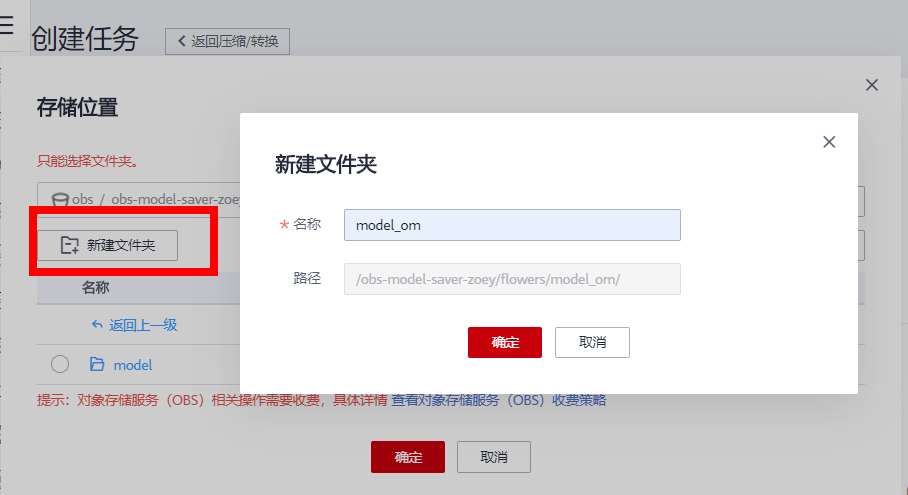 创建任务
返回压缩/转换
存储位置
只能选择文件夹。
obs / obs-model-saver-zoey
新建文件夹
名称
返回上一级
model
提示：对象存储服务（OBS）相关操作需要收费，具体详情 查看对象存储服务（OBS）收费策略
确定
取消
新建文件夹
* 名称
model_om
路径
/obs-model-saver-zoey/flowers/model_om/
确定
取消